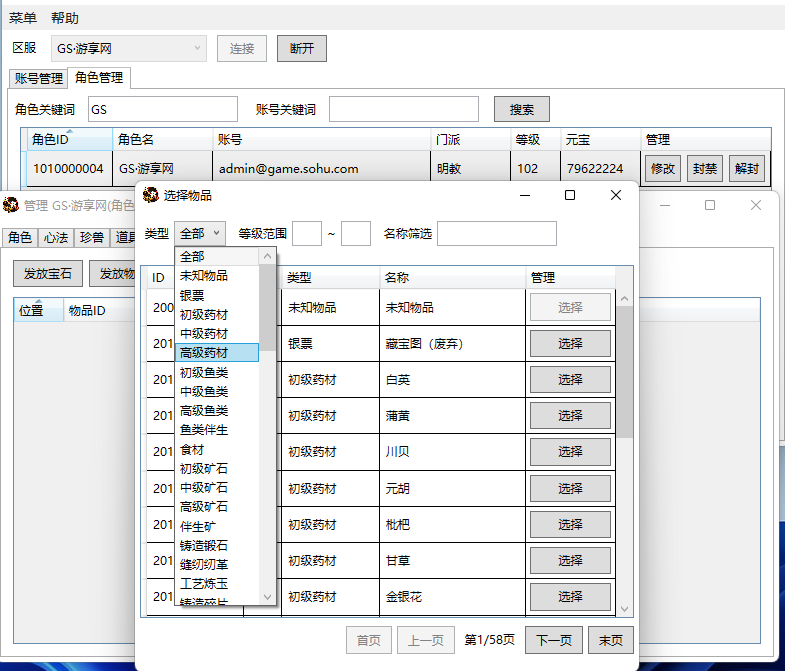 菜单 帮助
区服 GS·游享网 连接 断开
账号管理 角色管理
角色关键词 GS 账号关键词 搜索
角色ID 角色名 账号 门派 等级 元宝 管理
1010000004 GS·游享网 admin@game.sohu.com 明教 102 79622224 修改 封禁 解封
管理 GS·游享网(角色
角色 心法 珍兽 道具
发放宝石 发放物
位置 物品ID
选择物品
类型 全部 等级范围 ~ 名称筛选
ID 类型 名称 管理
200 未知物品 未知物品 选择
201 银票 藏宝图（废弃） 选择
201 初级药材 白英 选择
201 初级药材 蒲黄 选择
201 初级药材 川贝 选择
201 初级药材 元胡 选择
201 初级药材 枇杷 选择
201 初级药材 甘草 选择
201 初级药材 金银花 选择
全部
未知物品
银票
初级药材
中级药材
高级药材
初级鱼类
中级鱼类
高级鱼类
鱼类伴生
食材
初级矿石
中级矿石
高级矿石
伴生矿
铸造锻石
缝纫纫革
工艺炼玉
铸造碎片
首页 上一页 第1/58页 下一页 末页